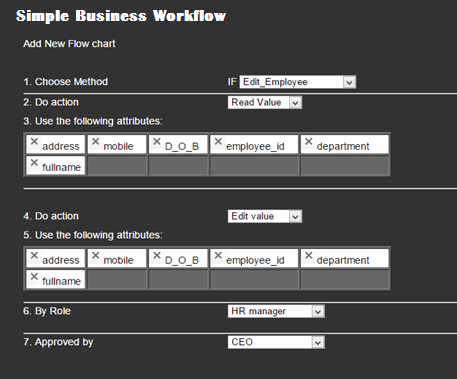 Simple Business Workflow
Add New Flow chart
1. Choose Method IF Edit_Employee
2. Do action Read Value
3. Use the following attributes:
× address × mobile × D_O_B × employee_id × department
× fullname
4. Do action Edit value
5. Use the following attributes:
× address × mobile × D_O_B × employee_id × department
× fullname
6. By Role HR manager
7. Approved by CEO